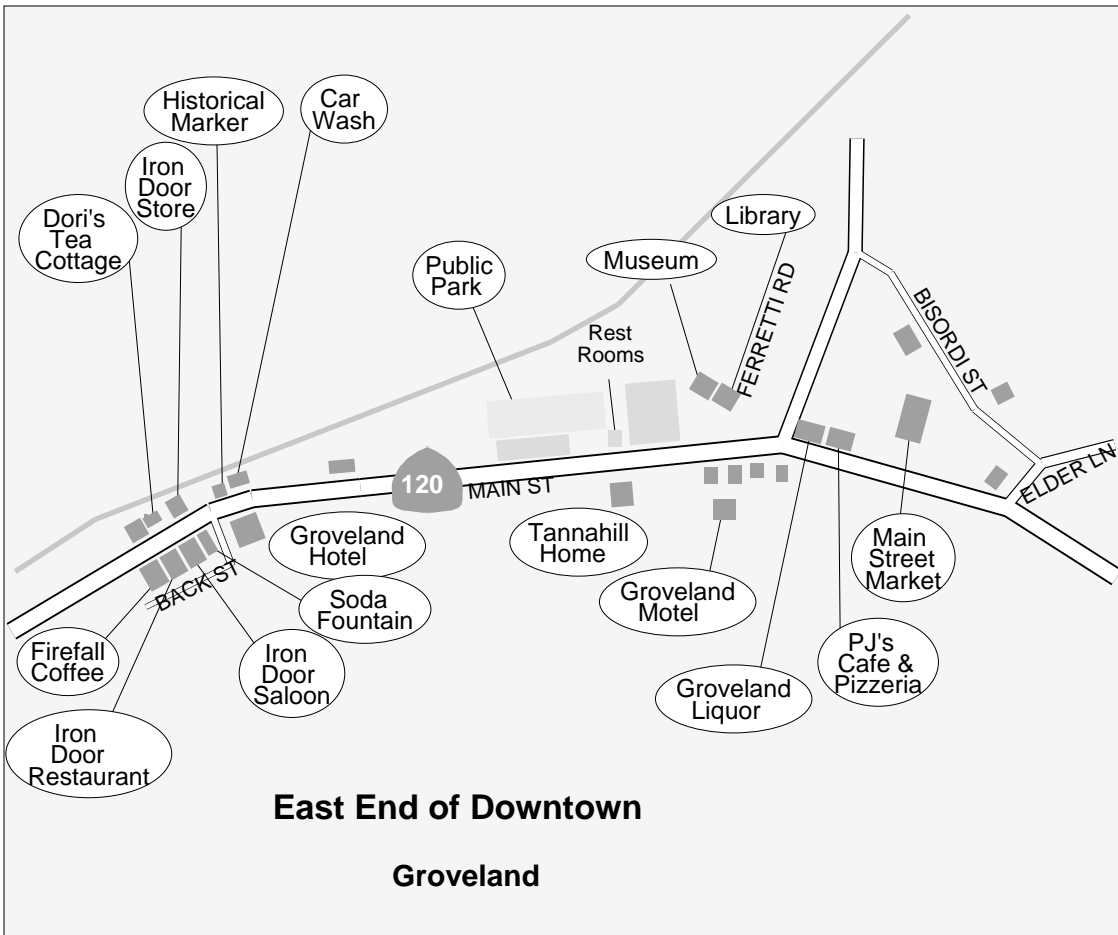 Historical
Marker
Car
Wash
Iron
Door
Store
Dori's
Tea
Cottage
Library
Museum
Public
Park
Rest
Rooms
FERRETTI RD
BISORDI ST
ELDER LN
120
MAIN ST
BACK ST
Groveland
Hotel
Tannahill
Home
Main
Street
Market
Soda
Fountain
Groveland
Motel
Firefall
Coffee
Iron
Door
Saloon
PJ's
Cafe &
Pizzeria
Groveland
Liquor
Iron
Door
Restaurant
East End of Downtown
Groveland